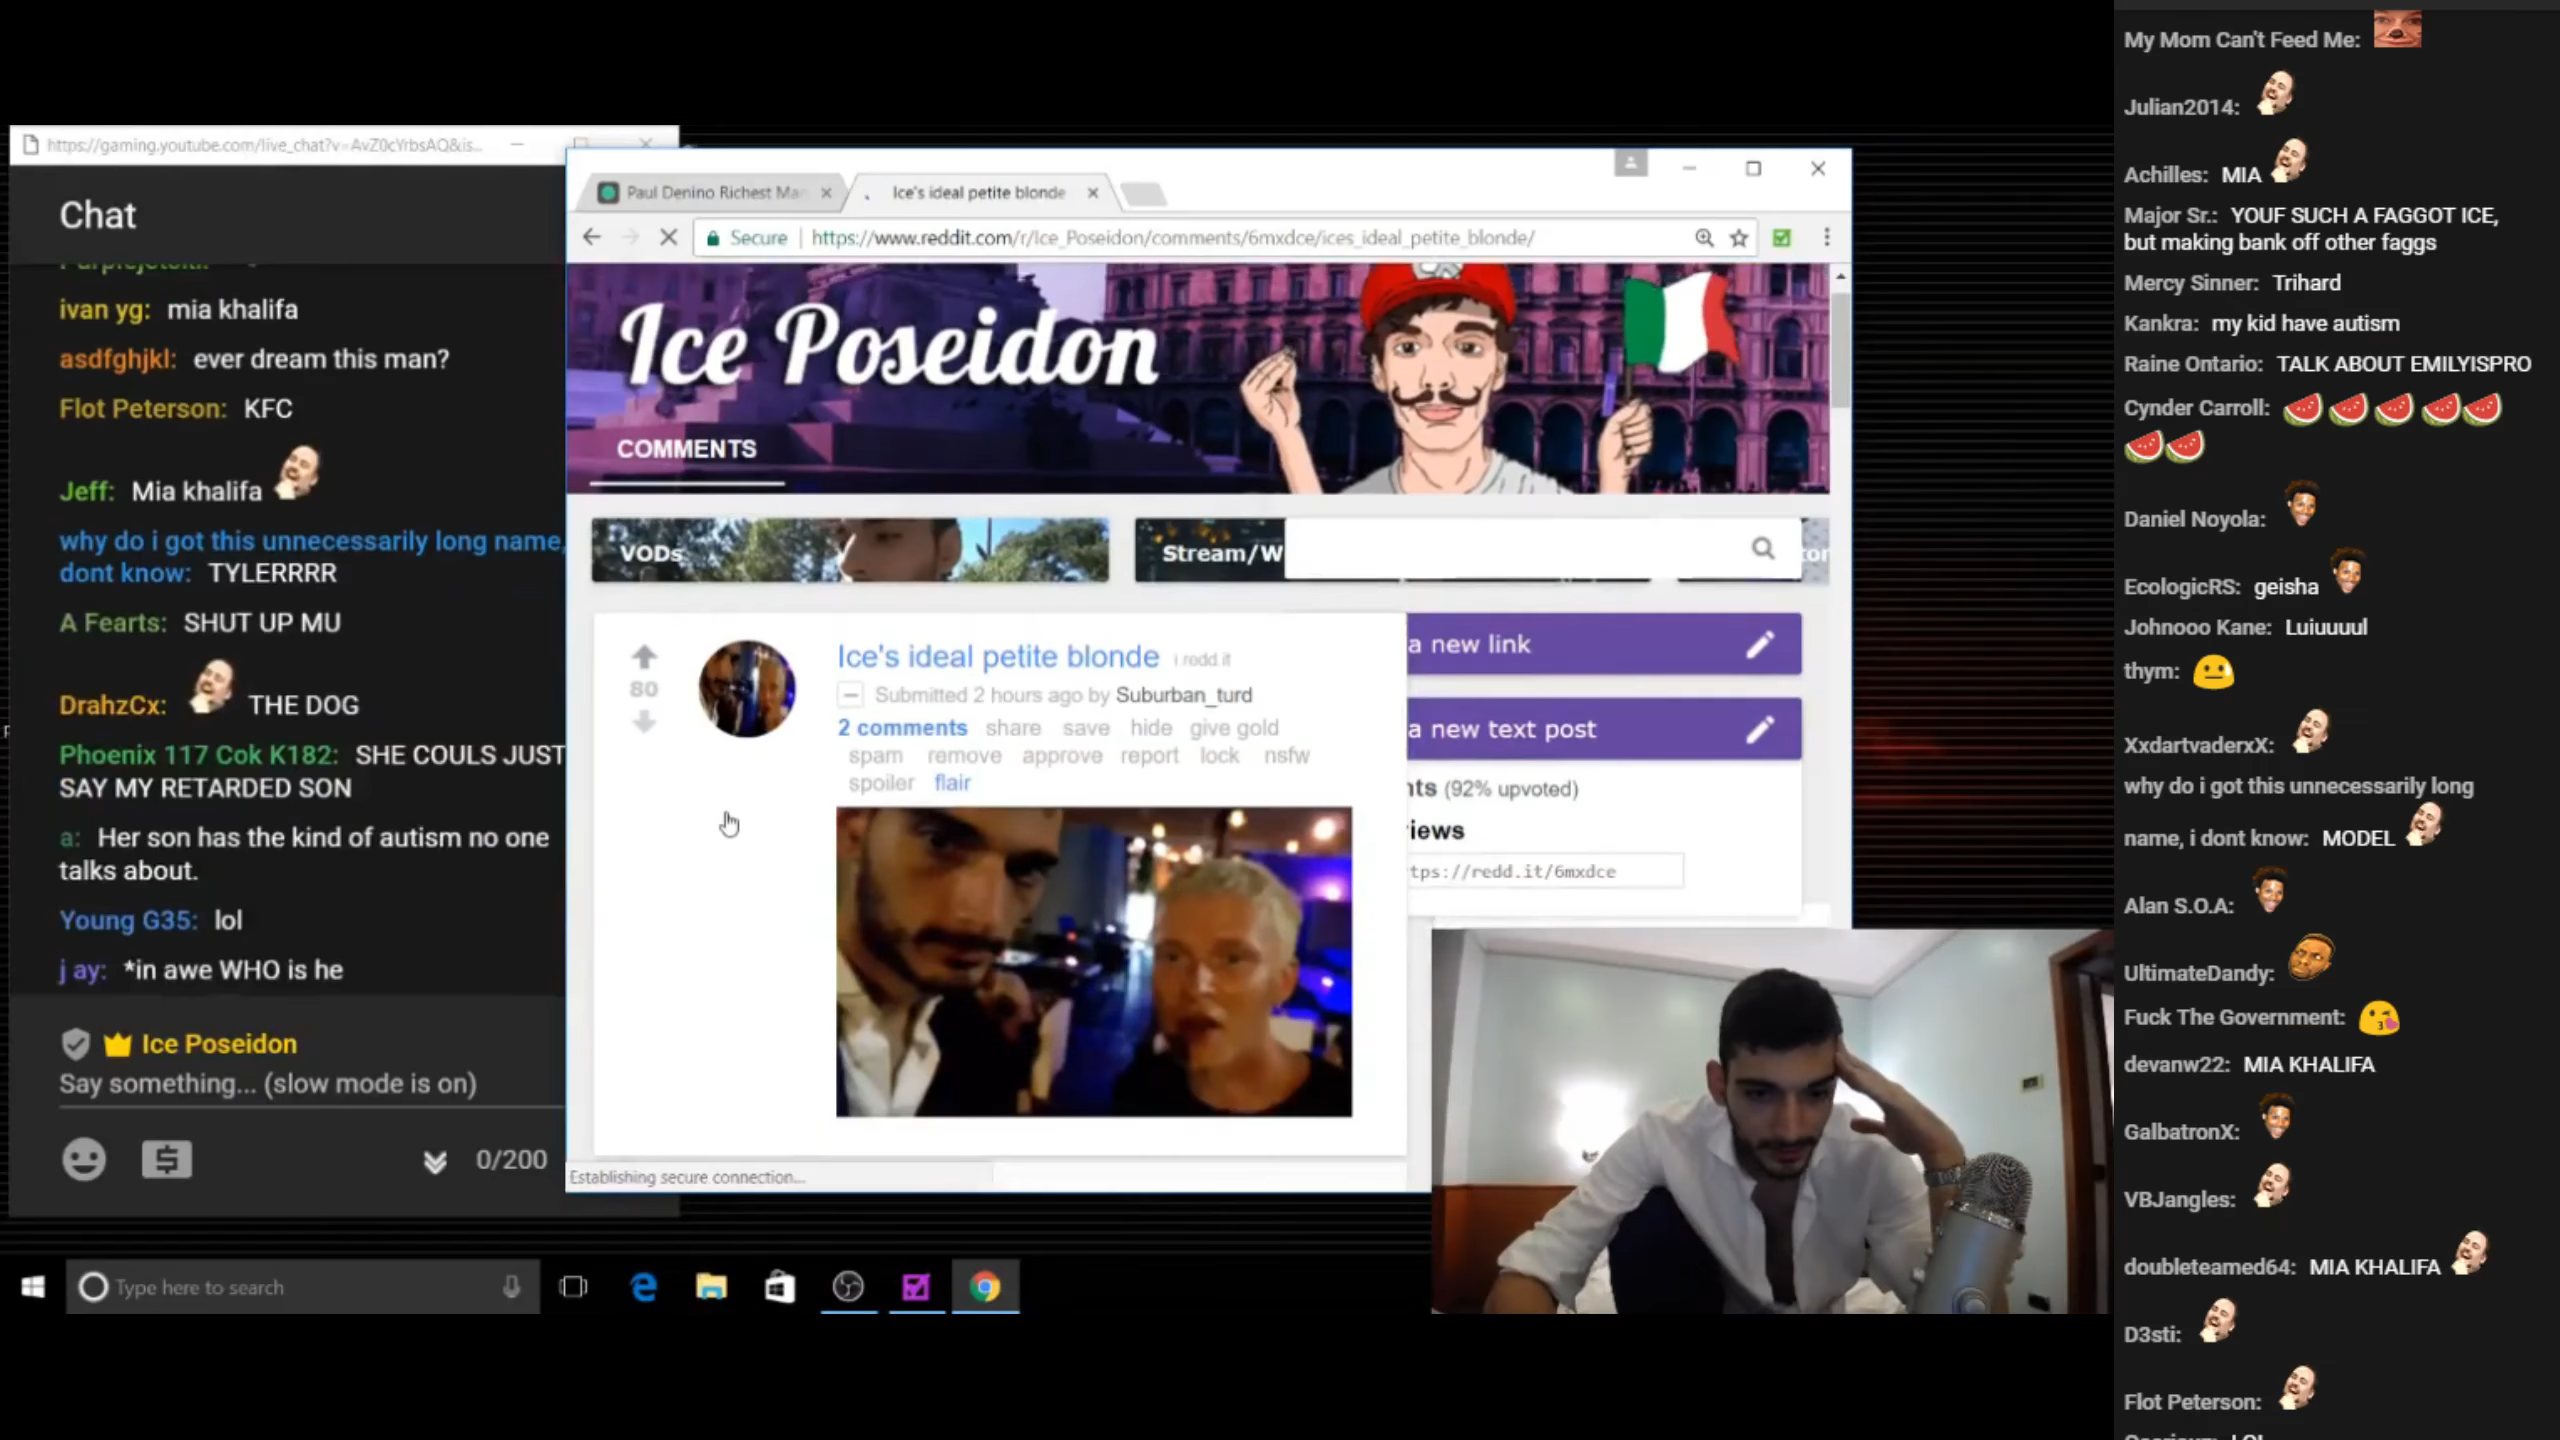 https://gaming.youtube.com/live_chat?v=AvZ0cYrbsAQ&is...
Chat
ivan yg: mia khalifa
asdfghjkl: ever dream this man?
Flot Peterson: KFC
Jeff: Mia khalifa
why do i got this unnecessarily long name,
dont know: TYLERRRR
A Fearts: SHUT UP MU
DrahzCx: THE DOG
Phoenix 117 Cok K182: SHE COULS JUST
SAY MY RETARDED SON
a: Her son has the kind of autism no one
talks about.
Young G35: lol
j ay: *in awe WHO is he
Ice Poseidon
Say something... (slow mode is on)
0/200
Paul Denino Richest Man
Ice's ideal petite blonde
Secure
https://www.reddit.com/r/Ice_Poseidon/comments/6mxdce/ices_ideal_petite_blonde/
Ice Poseidon
COMMENTS
VODs
Stream/W
80
Ice's ideal petite blonde i.redd.it
Submitted 2 hours ago by Suburban_turd
2 comments share save hide give gold
spam remove approve report lock nsfw
spoiler flair
a new link
a new text post
nts (92% upvoted)
iews
tps://redd.it/6mxdce
Establishing secure connection...
Type here to search
My Mom Can't Feed Me:
Julian2014:
Achilles: MIA
Major Sr.: YOUF SUCH A FAGGOT ICE,
but making bank off other faggs
Mercy Sinner: Trihard
Kankra: my kid have autism
Raine Ontario: TALK ABOUT EMILYISPRO
Cynder Carroll:
Daniel Noyola:
EcologicRS: geisha
Johnooo Kane: Luiuuuul
thym:
XxdartvaderxX:
why do i got this unnecessarily long
name, i dont know: MODEL
Alan S.O.A:
UltimateDandy:
Fuck The Government:
devanw22: MIA KHALIFA
GalbatronX:
VBJangles:
doubleteamed64: MIA KHALIFA
D3sti:
Flot Peterson: